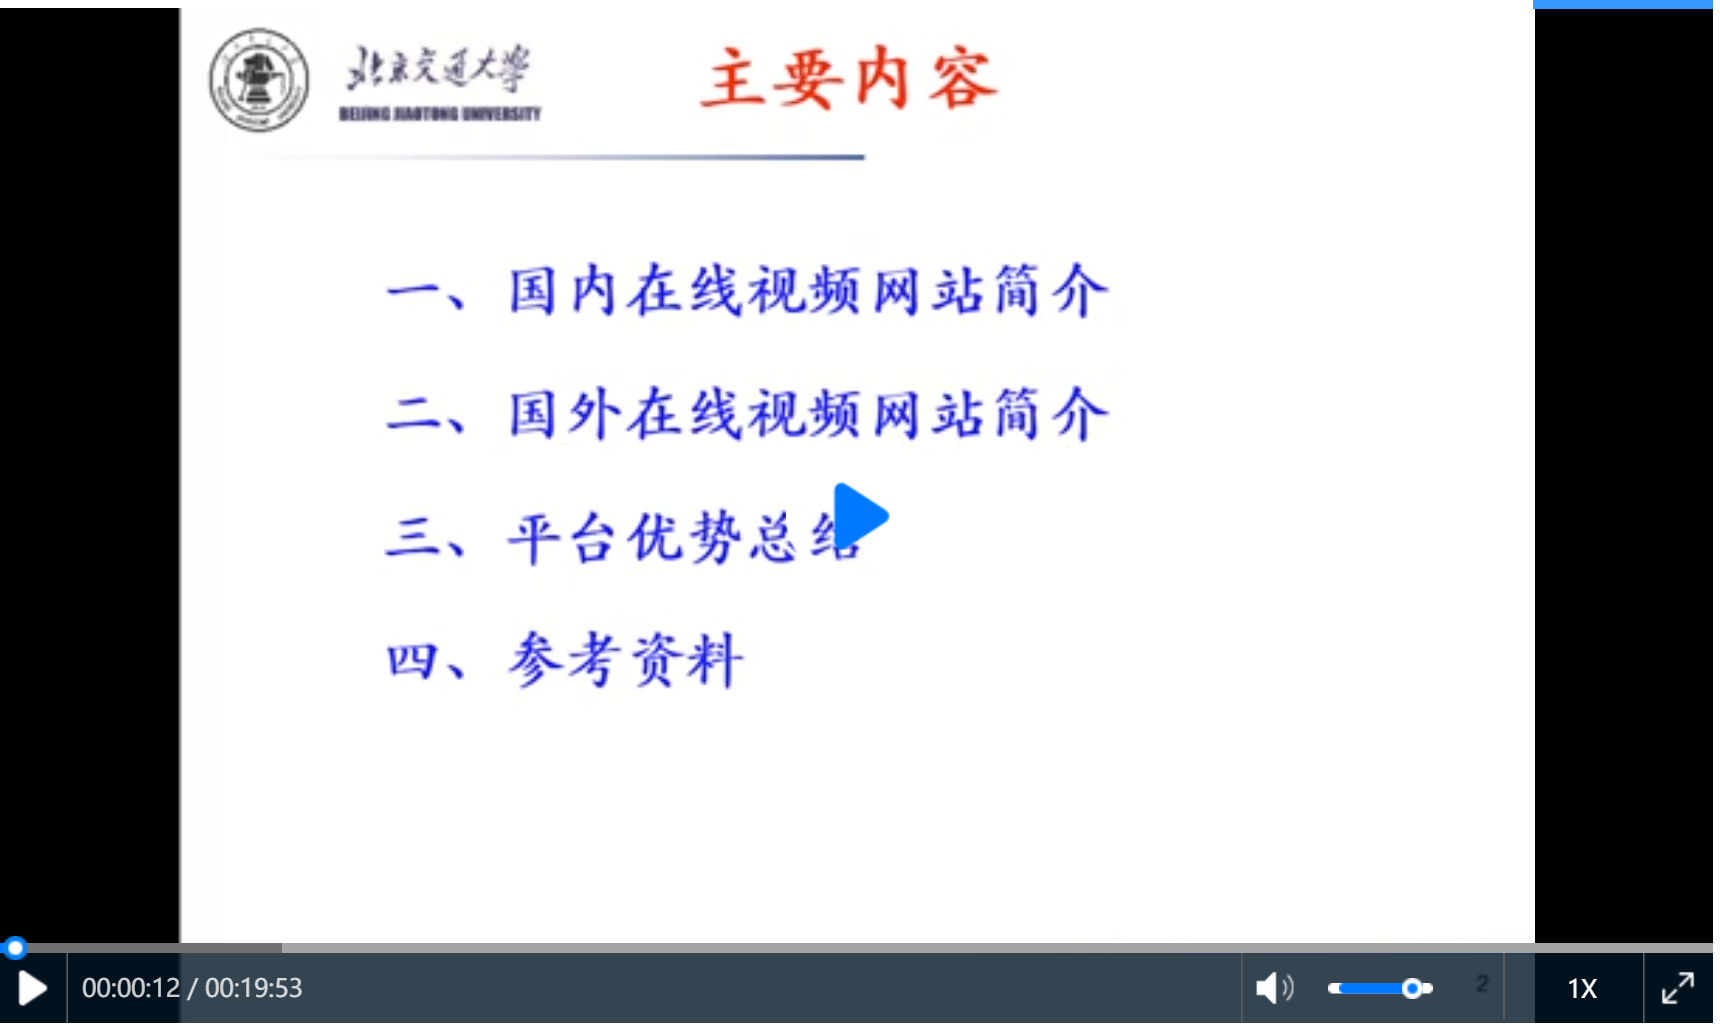 北京交通大学
BEIJING JIAOTONG UNIVERSITY
主要内容
一、国内在线视频网站简介
二、国外在线视频网站简介
三、平台优势总结
四、参考资料
00:00:12 / 00:19:53
2
1X